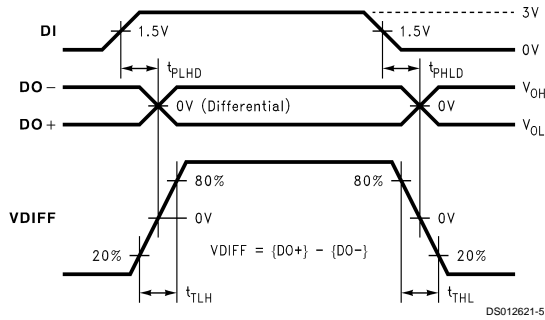 3V
DI
1.5V
1.5V
0V
tPLHD
tPHLD
DO−
0V (Differential)
0V
VOH
DO+
VOL
80%
80%
VDIFF
0V
0V
20%
VDIFF = {DO+} − {DO−}
20%
tTLH
tTHL
DS012621-5